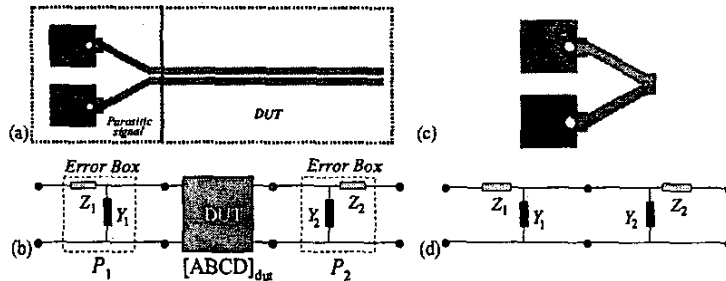 (a)
Parasitic
signal
DUT
(c)
Error Box
Error Box
Z₁
Y₁
DUT
Y₂
Z₂
Z₁
Y₁
Y₂
Z₂
(b)
P₁
[ABCD]dut
P₂
(d)